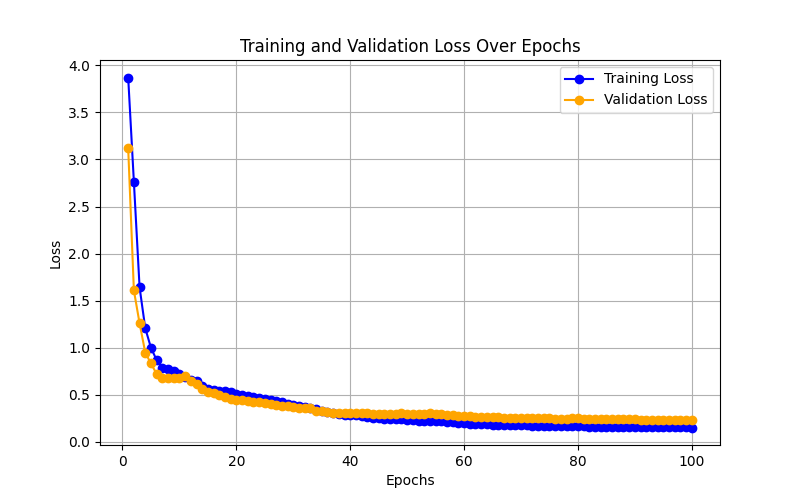 Training and Validation Loss Over Epochs
4.0
3.5
3.0
2.5
2.0
1.5
1.0
0.5
0.0
Loss
Training Loss
Validation Loss
0 20 40 60 80 100
Epochs